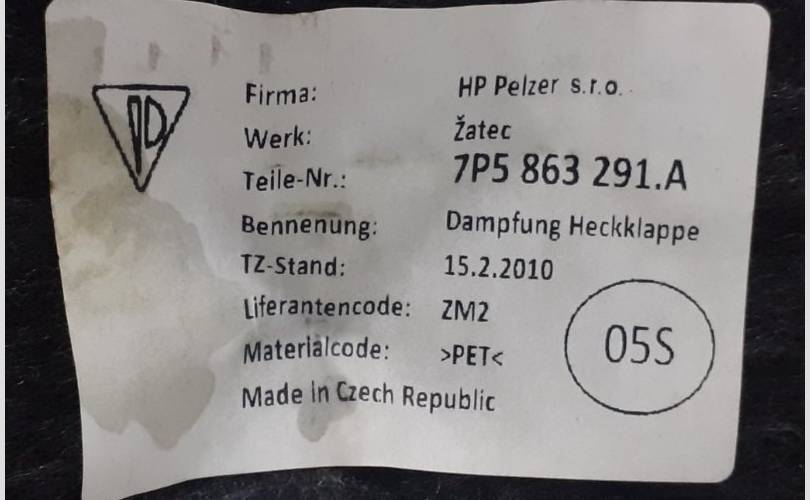 Firma: HP Pelzer s.r.o.
Werk: Žatec
Teile-Nr.: 7P5 863 291.A
Bennenung: Dampfung Heckklappe
TZ-Stand: 15.2.2010
Liferantencode: ZM2
Materialcode: >PET<
Made in Czech Republic
05S